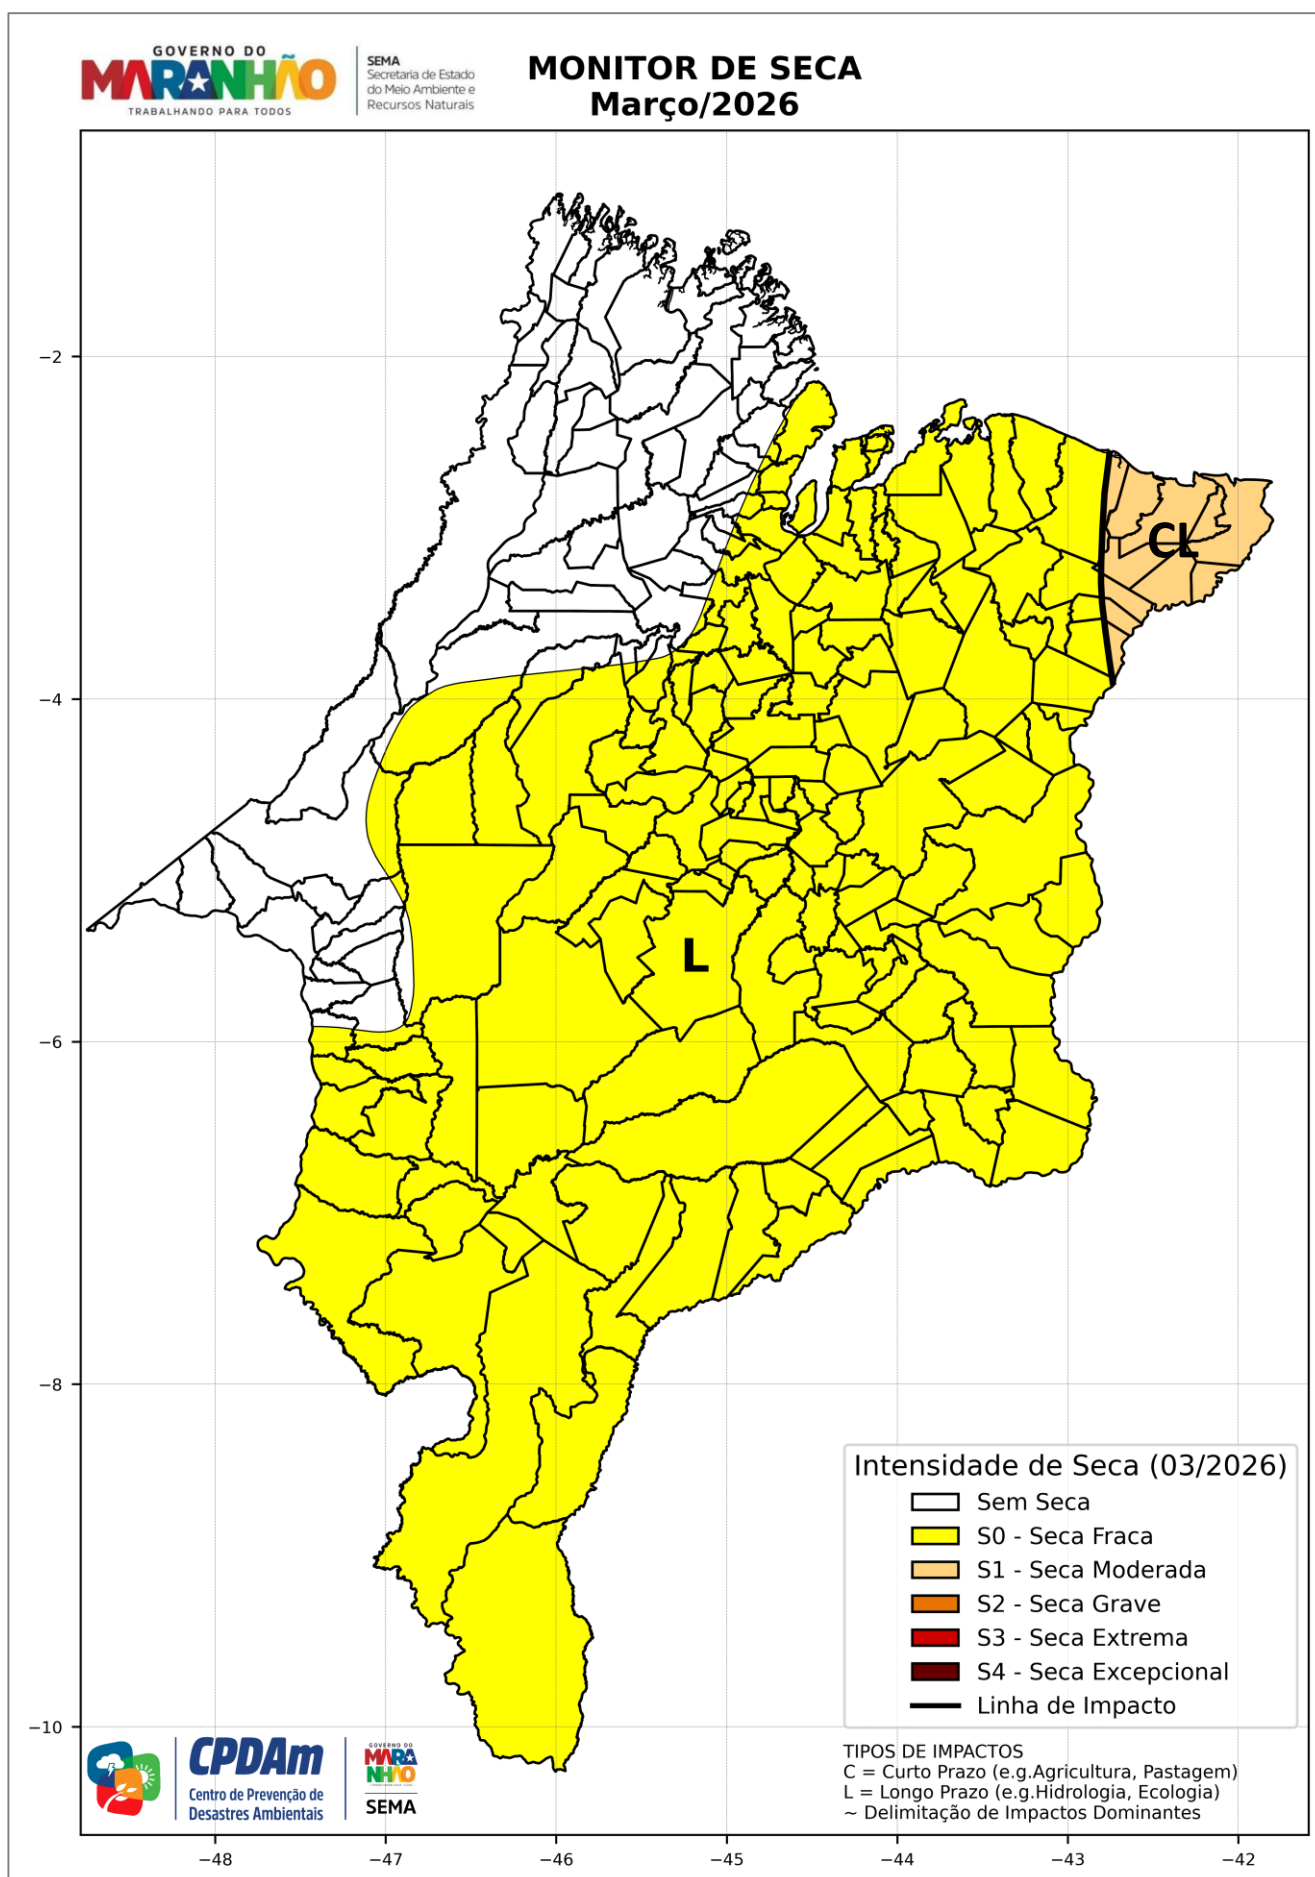 GOVERNO DO
MARANHÃO
TRABALHANDO PARA TODOS
SEMA
Secretaria de Estado
do Meio Ambiente e
Recursos Naturais
MONITOR DE SECA
Março/2026
−2
−4
−6
−8
−10
CL
L
Intensidade de Seca (03/2026)
Sem Seca
S0 - Seca Fraca
S1 - Seca Moderada
S2 - Seca Grave
S3 - Seca Extrema
S4 - Seca Excepcional
Linha de Impacto
TIPOS DE IMPACTOS
C = Curto Prazo (e.g.Agricultura, Pastagem)
L = Longo Prazo (e.g.Hidrologia, Ecologia)
~ Delimitação de Impactos Dominantes
CPDAm
Centro de Prevenção de
Desastres Ambientais
GOVERNO DO
MARA
NHÃO
SEMA
−48
−47
−46
−45
−44
−43
−42